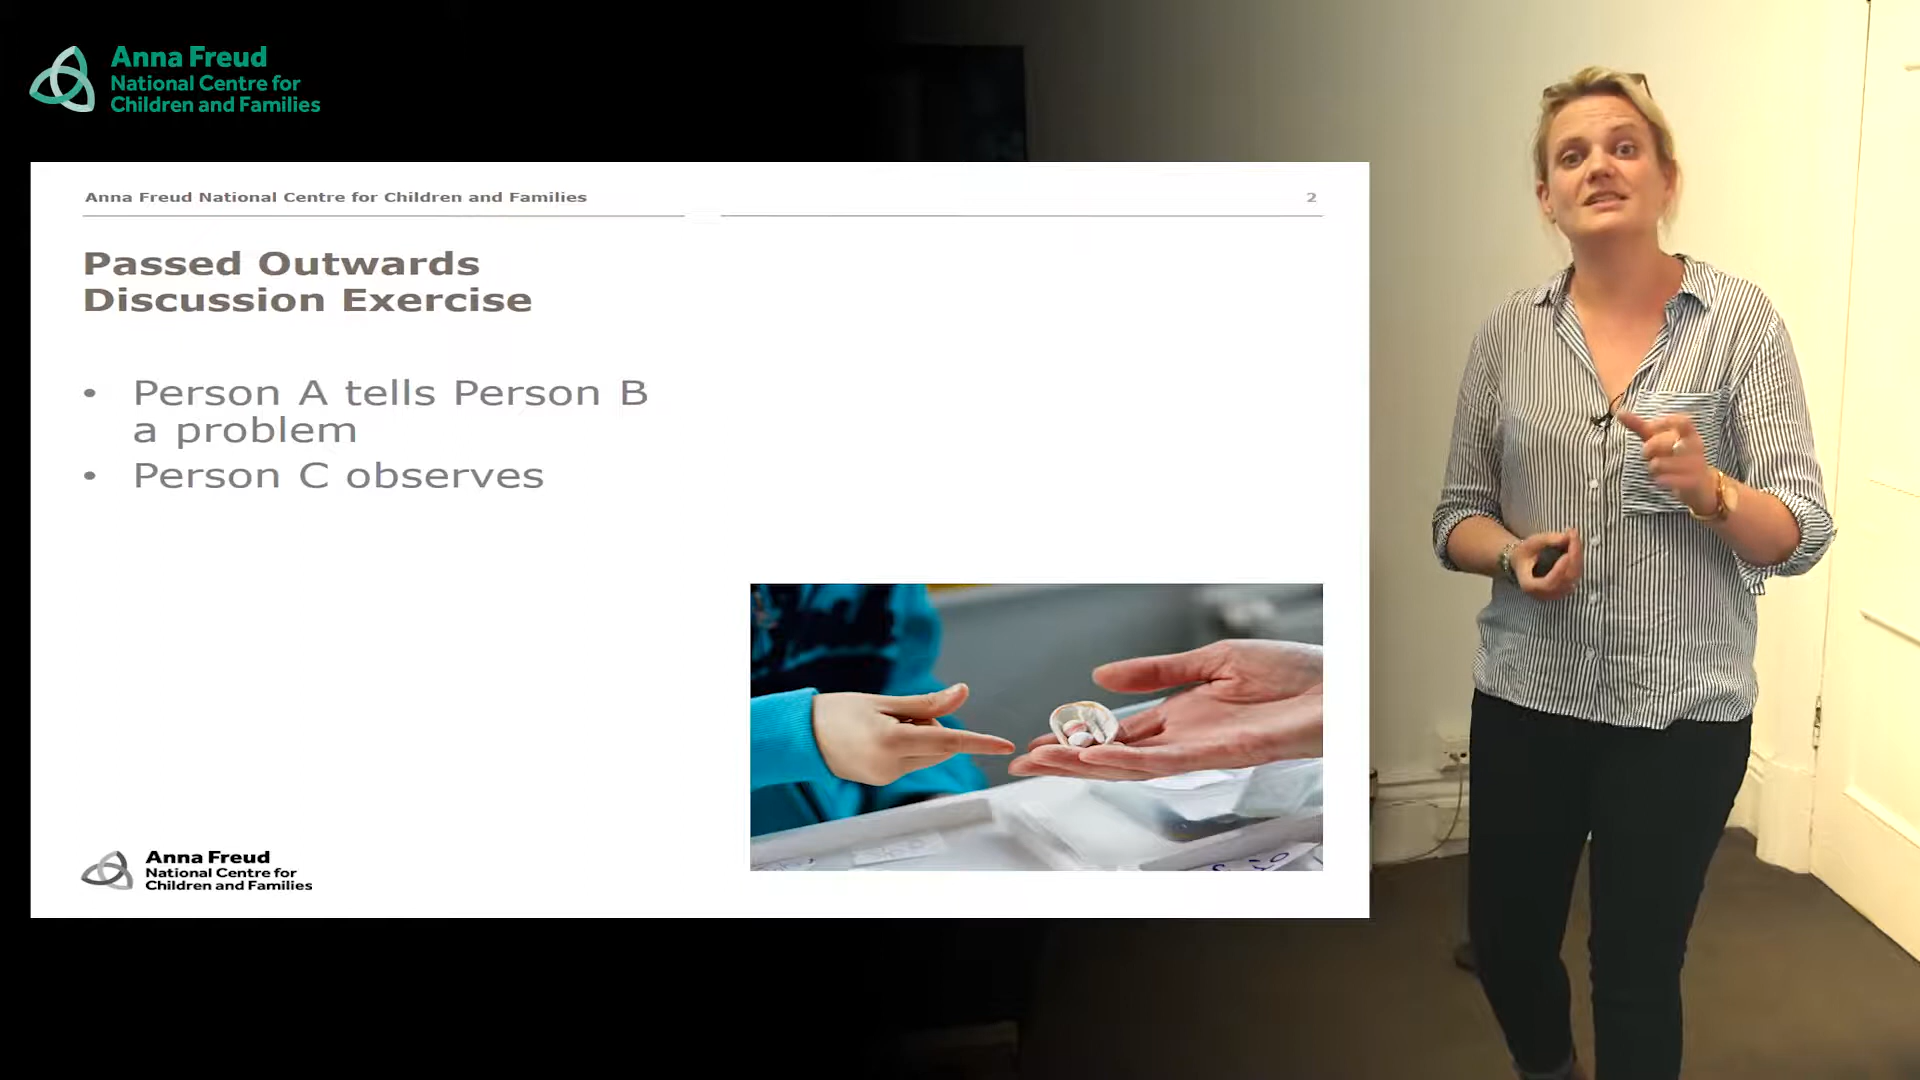 Anna Freud
National Centre for
Children and Families
Anna Freud National Centre for Children and Families
2
Passed Outwards
Discussion Exercise
• Person A tells Person B
a problem
• Person C observes
Anna Freud
National Centre for
Children and Families